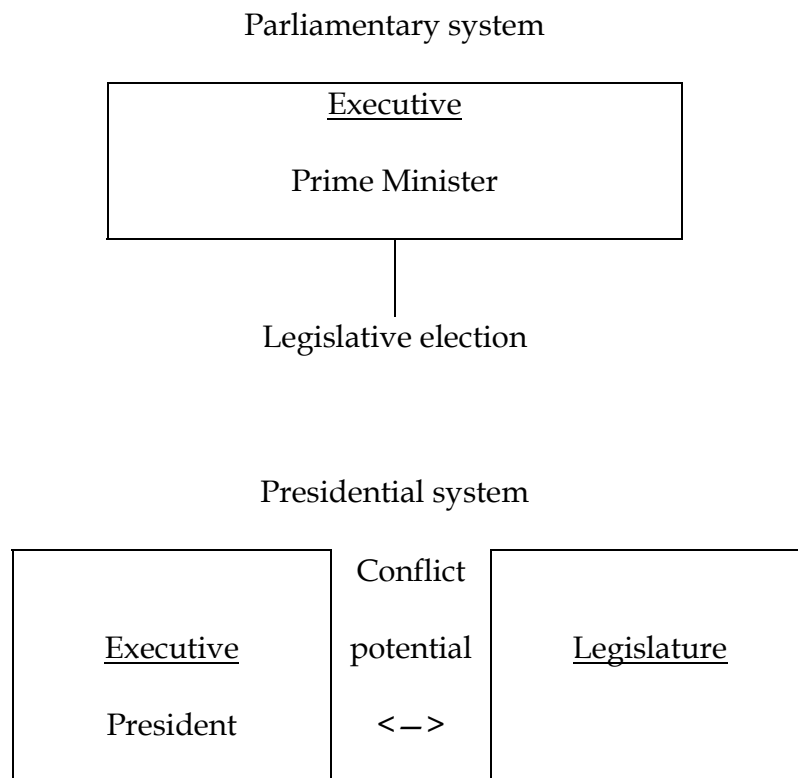 Parliamentary system
Executive
Prime Minister
Legislative election
Presidential system
Conflict
Executive potential Legislature
President <–>